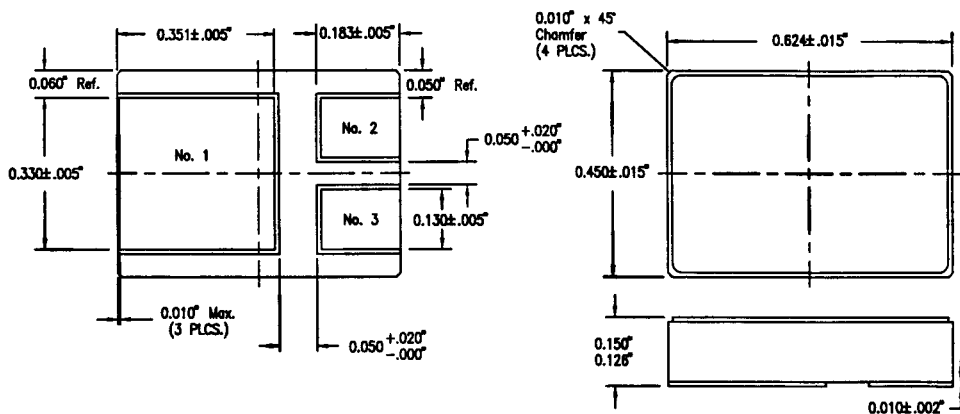 0.351±.005"
0.183±.005"
0.060" Ref.
0.050" Ref.
No. 1
No. 2
0.050 +.020"
-.000"
0.330±.005"
No. 3
0.130±.005"
0.010" Max.
(3 PLCS.)
0.050 +.020"
-.000"
0.010" x 45°
Chamfer
(4 PLCS.)
0.624±.015"
0.450±.015"
0.150"
0.126"
0.010±.002"